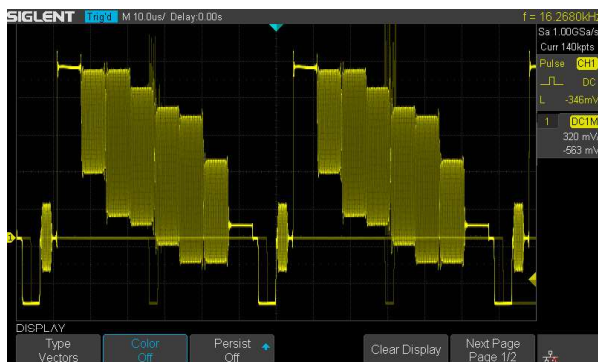 SIGLENT Trig'd M 10.0us/ Delay:0.00s f = 16.2680kHz
Sa 1.00GSa/s
Curr 140kpts
Pulse CH1
DC
L -346mV
1 DC1M
320 mV/
-563 mV
1
DISPLAY
Type
Vectors
Color
Off
Persist
Off
Clear Display
Next Page
Page 1/2